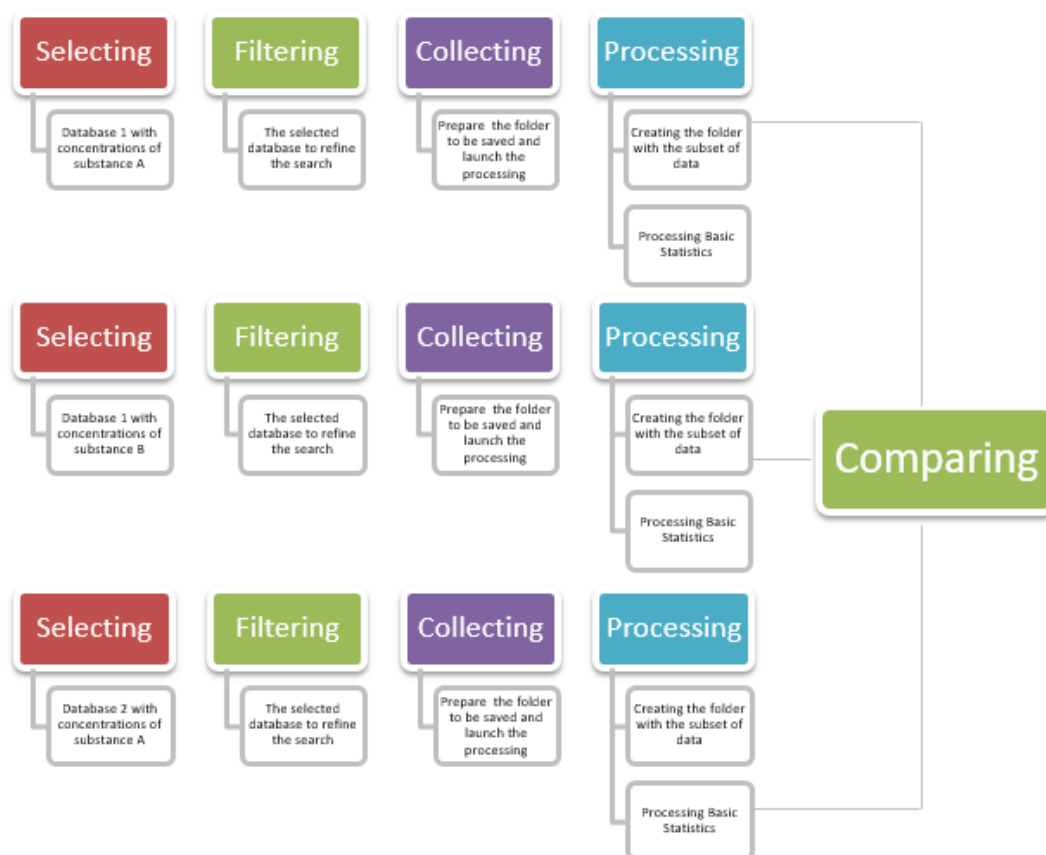 Selecting
Filtering
Collecting
Processing
Database 1 with
concentrations of
substance A
The selected
database to refine
the search
Prepare the folder
to be saved and
launch the
processing
Creating the folder
with the subset of
data
Processing Basic
Statistics
Selecting
Filtering
Collecting
Processing
Database 1 with
concentrations of
substance B
The selected
database to refine
the search
Prepare the folder
to be saved and
launch the
processing
Creating the folder
with the subset of
data
Processing Basic
Statistics
Comparing
Selecting
Filtering
Collecting
Processing
Database 2 with
concentrations of
substance A
The selected
database to refine
the search
Prepare the folder
to be saved and
launch the
processing
Creating the folder
with the subset of
data
Processing Basic
Statistics